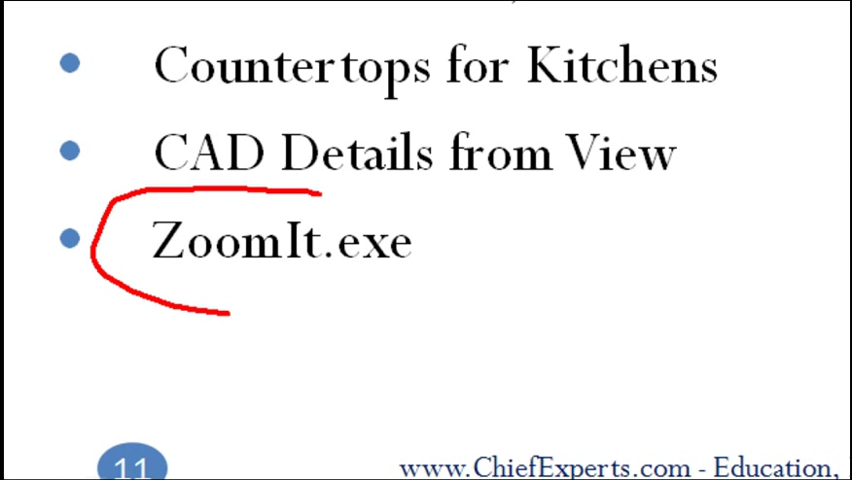 Countertops for Kitchens
CAD Details from View
ZoomIt.exe
11
www.ChiefExperts.com - Education,